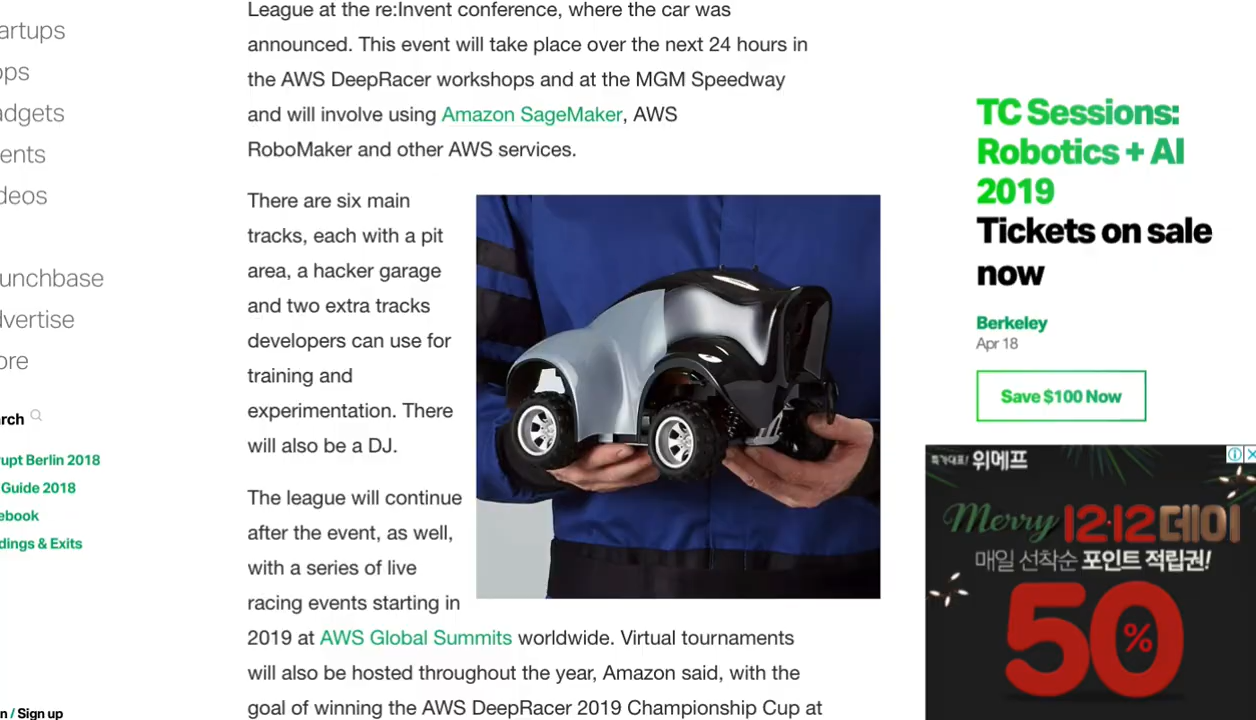 League at the re:Invent conference, where the car was
announced. This event will take place over the next 24 hours in
the AWS DeepRacer workshops and at the MGM Speedway
and will involve using Amazon SageMaker, AWS
RoboMaker and other AWS services.
There are six main
tracks, each with a pit
area, a hacker garage
and two extra tracks
developers can use for
training and
experimentation. There
will also be a DJ.
The league will continue
after the event, as well,
with a series of live
racing events starting in
2019 at AWS Global Summits worldwide. Virtual tournaments
will also be hosted throughout the year, Amazon said, with the
goal of winning the AWS DeepRacer 2019 Championship Cup at
artups
ops
adgets
ents
deos
unchbase
dvertise
ore
arch
rupt Berlin 2018
Guide 2018
ebook
dings & Exits
n / Sign up
TC Sessions:
Robotics + AI
2019
Tickets on sale
now
Berkeley
Apr 18
Save $100 Now
특가대표! 위메프
Merry 12.12데이
매일 선착순 포인트 적립권!
50%